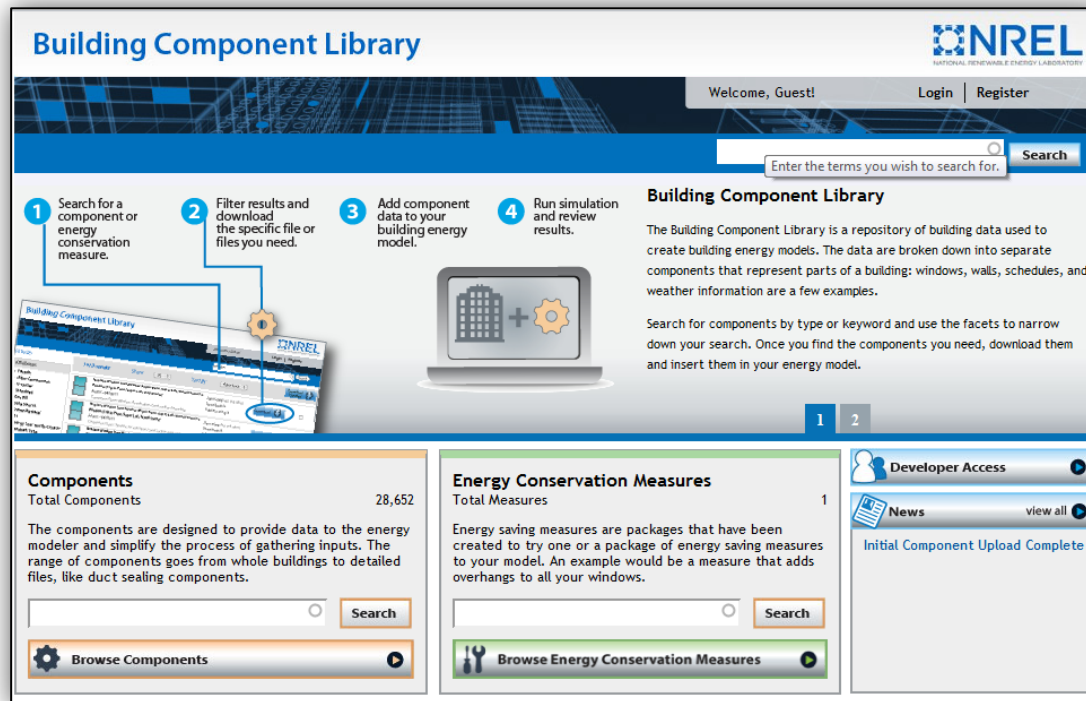 Building Component Library
NREL
NATIONAL RENEWABLE ENERGY LABORATORY
Welcome, Guest!
Login | Register
Search
Enter the terms you wish to search for.
1
Search for a
component or
energy
conservation
measure.
2
Filter results and
download
the specific file or
files you need.
3
Add component
data to your
building energy
model.
4
Run simulation
and review
results.
Building Component Library
NREL
Building Component Library
The Building Component Library is a repository of building data used to
create building energy models. The data are broken down into separate
components that represent parts of a building: windows, walls, schedules, and
weather information are a few examples.
Search for components by type or keyword and use the facets to narrow
down your search. Once you find the components you need, download them
and insert them in your energy model.
1 2
Components
Total Components 28,652
The components are designed to provide data to the energy
modeler and simplify the process of gathering inputs. The
range of components goes from whole buildings to detailed
files, like duct sealing components.
Search
Browse Components
Energy Conservation Measures
Total Measures 1
Energy saving measures are packages that have been
created to try one or a package of energy saving measures
to your model. An example would be a measure that adds
overhangs to all your windows.
Search
Browse Energy Conservation Measures
Developer Access
News view all
Initial Component Upload Complete